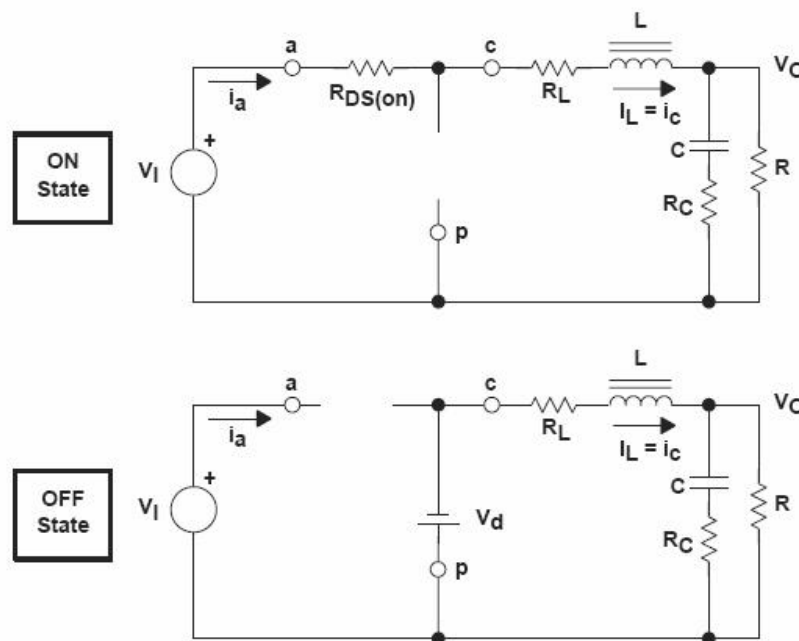 L
a
c
V_O
i_a
R_DS(on)
R_L
I_L = i_c
ON
State
V_I
+
C
R
R_C
p
L
a
c
V_O
i_a
R_L
I_L = i_c
OFF
State
V_I
+
V_d
C
R
R_C
p